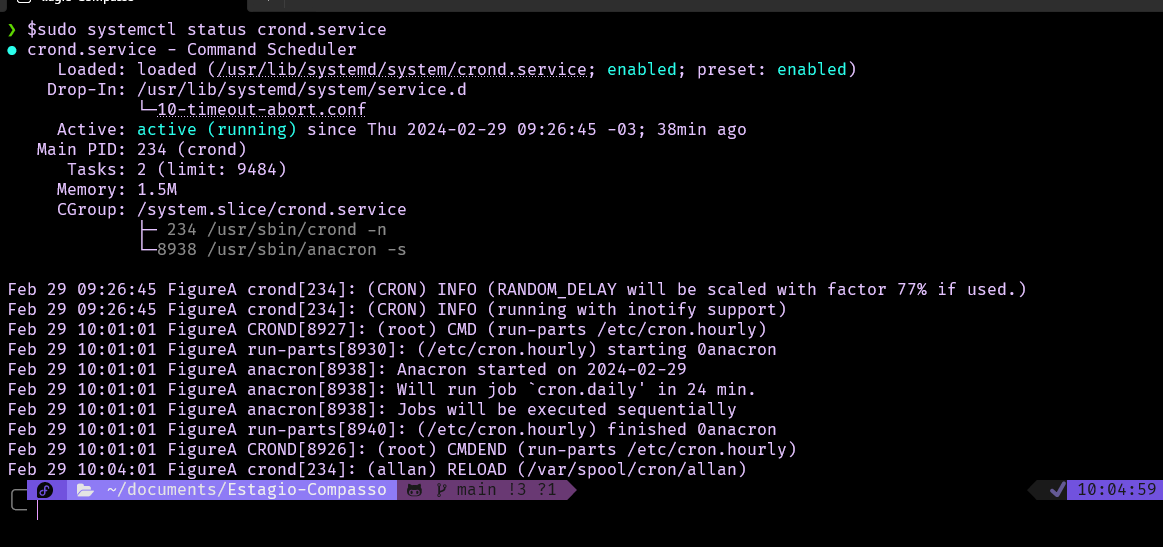 ❯ $sudo systemctl status crond.service
● crond.service - Command Scheduler
Loaded: loaded (/usr/lib/systemd/system/crond.service; enabled; preset: enabled)
Drop-In: /usr/lib/systemd/system/service.d
└─10-timeout-abort.conf
Active: active (running) since Thu 2024-02-29 09:26:45 -03; 38min ago
Main PID: 234 (crond)
Tasks: 2 (limit: 9484)
Memory: 1.5M
CGroup: /system.slice/crond.service
├─ 234 /usr/sbin/crond -n
└─8938 /usr/sbin/anacron -s
Feb 29 09:26:45 FigureA crond[234]: (CRON) INFO (RANDOM_DELAY will be scaled with factor 77% if used.)
Feb 29 09:26:45 FigureA crond[234]: (CRON) INFO (running with inotify support)
Feb 29 10:01:01 FigureA CROND[8927]: (root) CMD (run-parts /etc/cron.hourly)
Feb 29 10:01:01 FigureA run-parts[8930]: (/etc/cron.hourly) starting 0anacron
Feb 29 10:01:01 FigureA anacron[8938]: Anacron started on 2024-02-29
Feb 29 10:01:01 FigureA anacron[8938]: Will run job `cron.daily' in 24 min.
Feb 29 10:01:01 FigureA anacron[8938]: Jobs will be executed sequentially
Feb 29 10:01:01 FigureA run-parts[8940]: (/etc/cron.hourly) finished 0anacron
Feb 29 10:01:01 FigureA CROND[8926]: (root) CMDEND (run-parts /etc/cron.hourly)
Feb 29 10:04:01 FigureA crond[234]: (allan) RELOAD (/var/spool/cron/allan)
~/documents/Estagio-Compasso main !3 ?1 ✔ 10:04:59